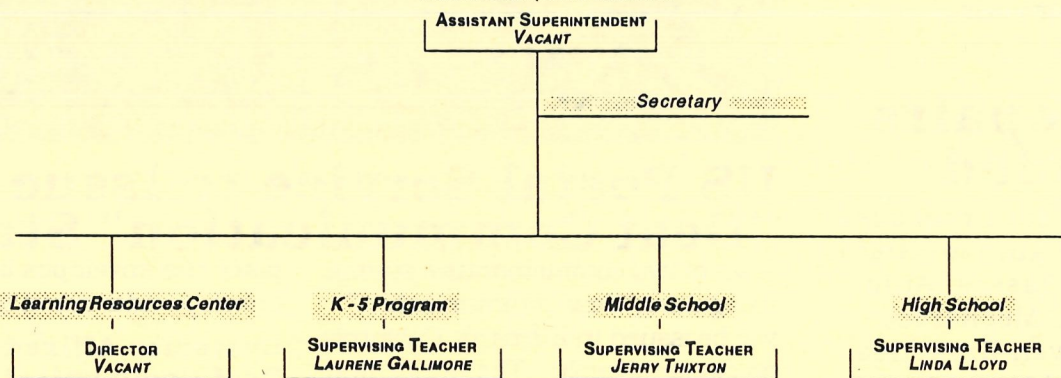 ASSISTANT SUPERINTENDENT
VACANT
Secretary
Learning Resources Center
K-5 Program
Middle School
High School
DIRECTOR
VACANT
SUPERVISING TEACHER
LAURENE GALLIMORE
SUPERVISING TEACHER
JERRY THIXTON
SUPERVISING TEACHER
LINDA LLOYD